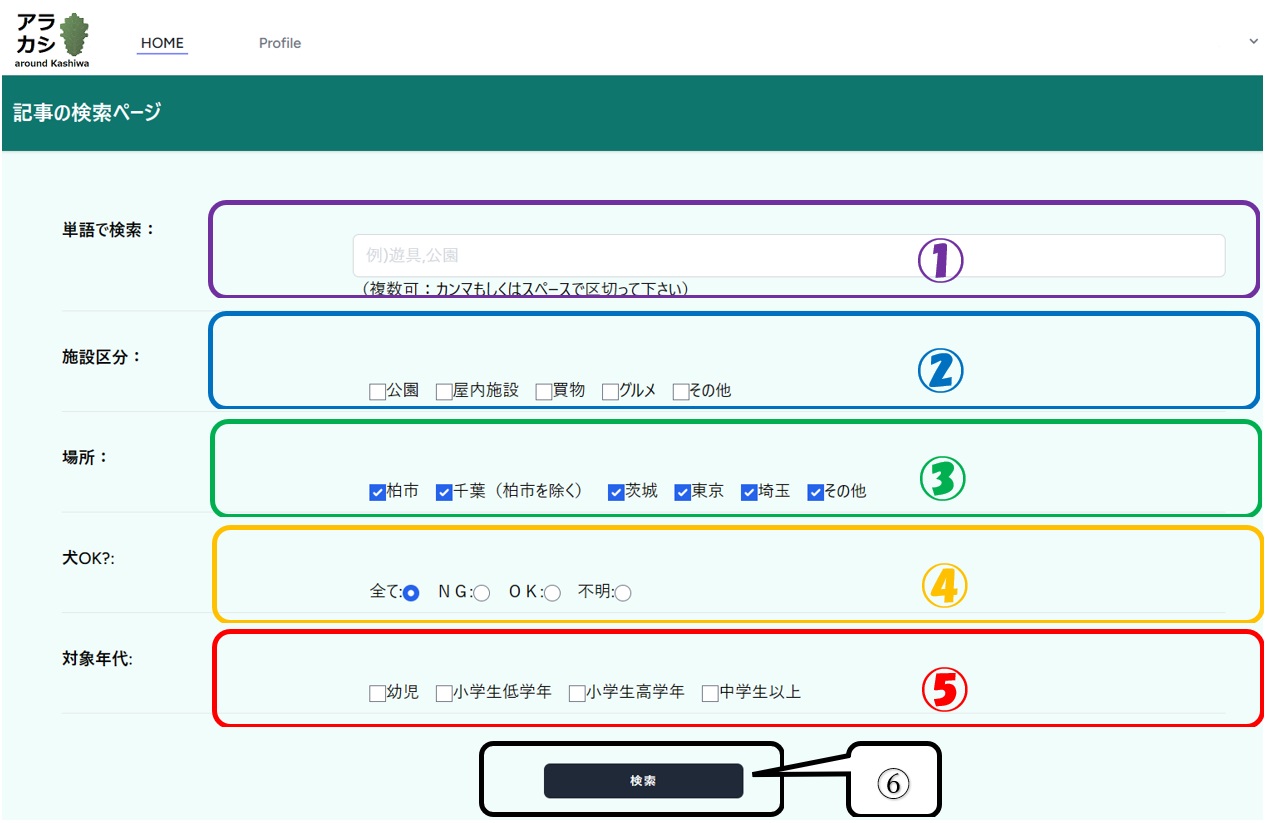 アラ
カシ
around Kashiwa
HOME Profile
記事の検索ページ
単語で検索：
例)遊具,公園
①
（複数可：カンマもしくはスペースで区切って下さい）
施設区分：
②
公園 屋内施設 買物 グルメ その他
場所：
③
柏市 千葉（柏市を除く） 茨城 東京 埼玉 その他
犬OK?:
④
全て: ＮＧ: ＯＫ: 不明:
対象年代:
⑤
幼児 小学生低学年 小学生高学年 中学生以上
検索
⑥